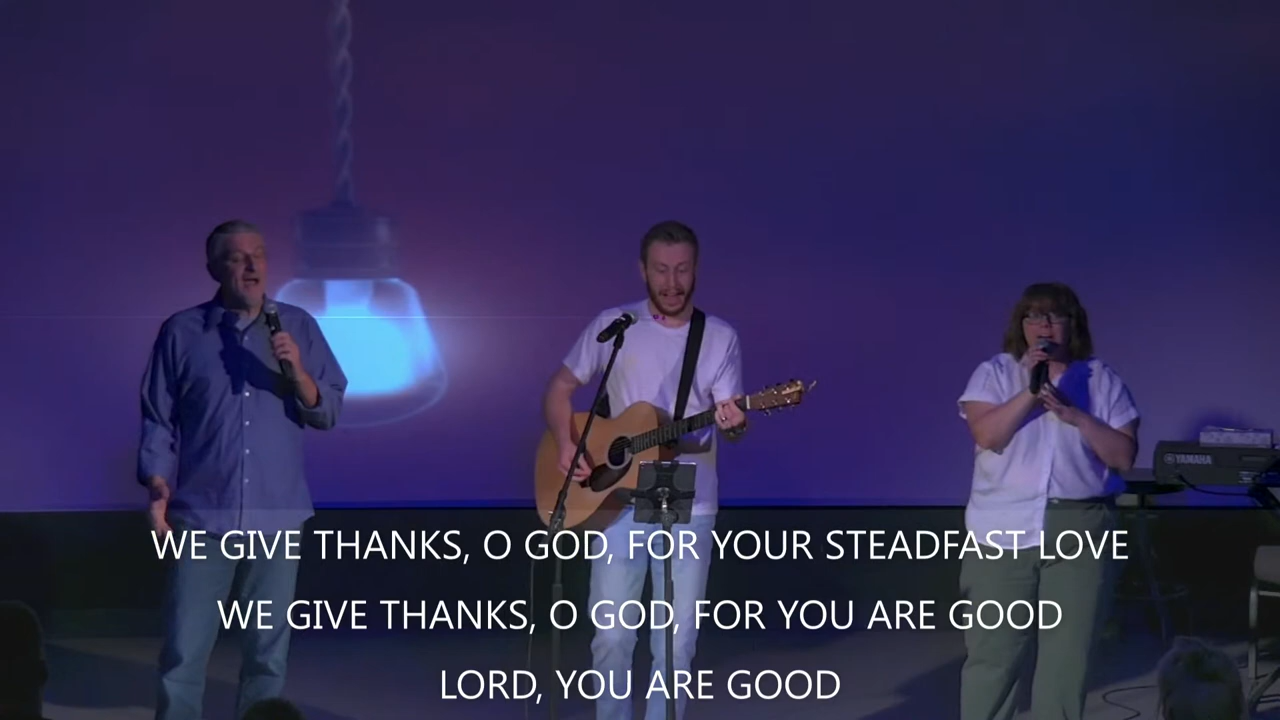 YAMAHA
WE GIVE THANKS, O GOD, FOR YOUR STEADFAST LOVE
WE GIVE THANKS, O GOD, FOR YOU ARE GOOD
LORD, YOU ARE GOOD